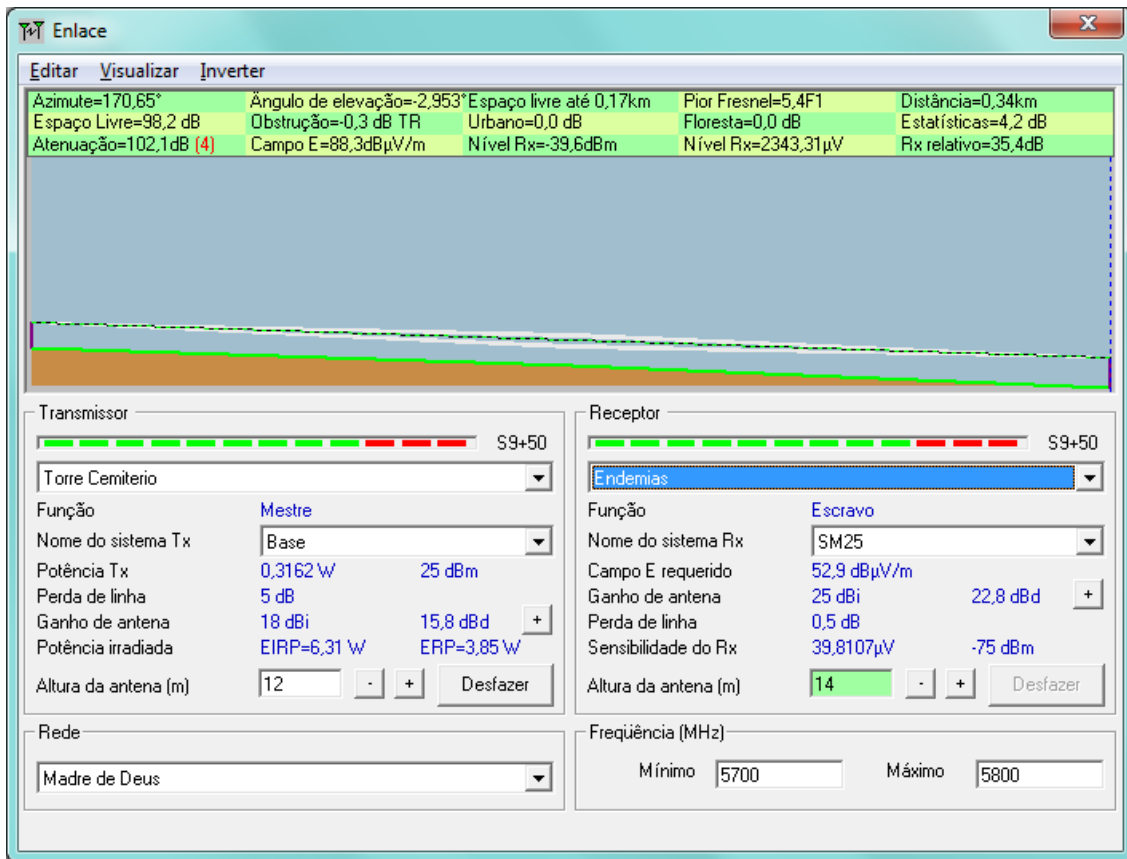 Enlace
Editar Visualizar Inverter
Azimute=170,65° Ângulo de elevação=-2,953° Espaço livre até 0,17km Pior Fresnel=5,4F1 Distância=0,34km
Espaço Livre=98,2 dB Obstrução=-0,3 dB TR Urbano=0,0 dB Floresta=0,0 dB Estatísticas=4,2 dB
Atenuação=102,1dB (4) Campo E=88,3dBµV/m Nível Rx=-39,6dBm Nível Rx=2343,31µV Rx relativo=35,4dB
Transmissor
S9+50
Torre Cemiterio
Função Mestre
Nome do sistema Tx Base
Potência Tx 0,3162 W 25 dBm
Perda de linha 5 dB
Ganho de antena 18 dBi 15,8 dBd +
Potência irradiada EIRP=6,31 W ERP=3,85 W
Altura da antena (m) 12 - + Desfazer
Receptor
S9+50
Endemias
Função Escravo
Nome do sistema Rx SM25
Campo E requerido 52,9 dBµV/m
Ganho de antena 25 dBi 22,8 dBd +
Perda de linha 0,5 dB
Sensibilidade do Rx 39,8107µV -75 dBm
Altura da antena (m) 14 - + Desfazer
Rede
Madre de Deus
Freqüência (MHz)
Mínimo 5700 Máximo 5800